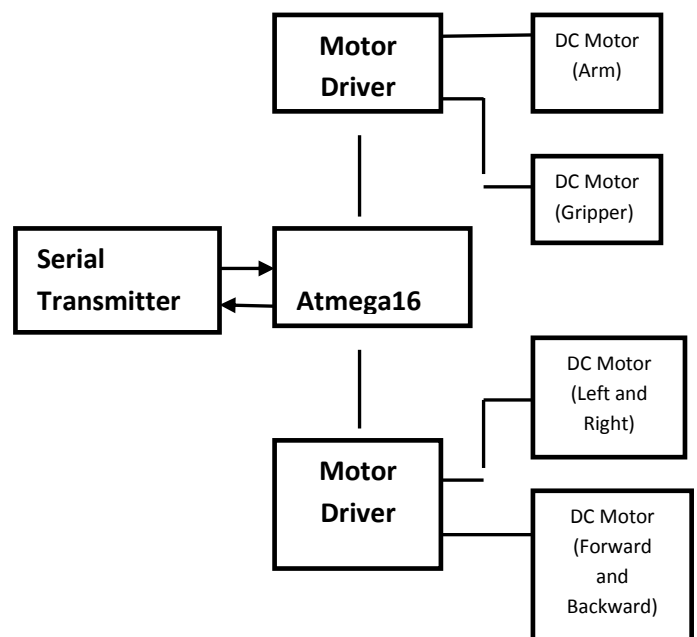 Motor
Driver
DC Motor
(Arm)
DC Motor
(Gripper)
Serial
Transmitter
Atmega16
DC Motor
(Left and
Right)
Motor
Driver
DC Motor
(Forward
and
Backward)